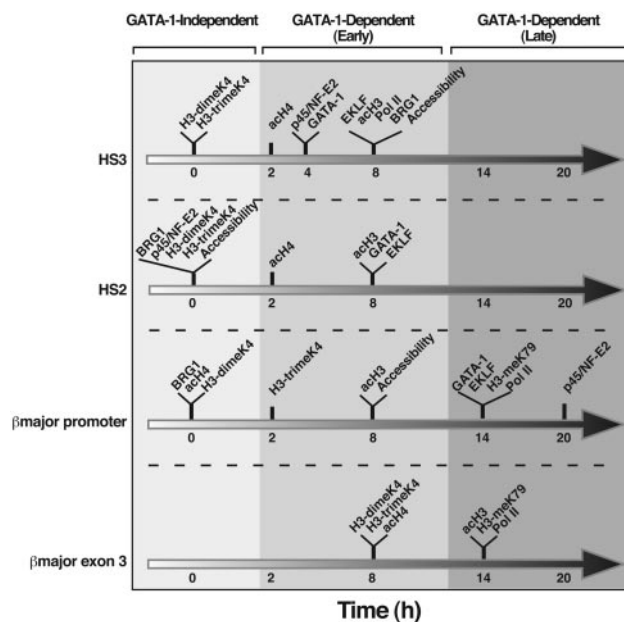 GATA-1-Independent
GATA-1-Dependent
(Early)
GATA-1-Dependent
(Late)
HS3
H3-dimeK4
H3-trimeK4
acH4
p45/NF-E2
GATA-1
EKLF
acH3
Pol II
BRG1
Accessibility
0 2 4 8 14 20
HS2
BRG1
p45/NF-E2
H3-dimeK4
H3-trimeK4
Accessibility
acH4
acH3
GATA-1
EKLF
0 2 8 14 20
βmajor promoter
BRG1
acH4
H3-dimeK4
H3-trimeK4
acH3
Accessibility
GATA-1
EKLF
H3-meK79
Pol II
p45/NF-E2
0 2 8 14 20
βmajor exon 3
H3-dimeK4
H3-trimeK4
acH4
acH3
H3-meK79
Pol II
0 2 8 14 20
Time (h)